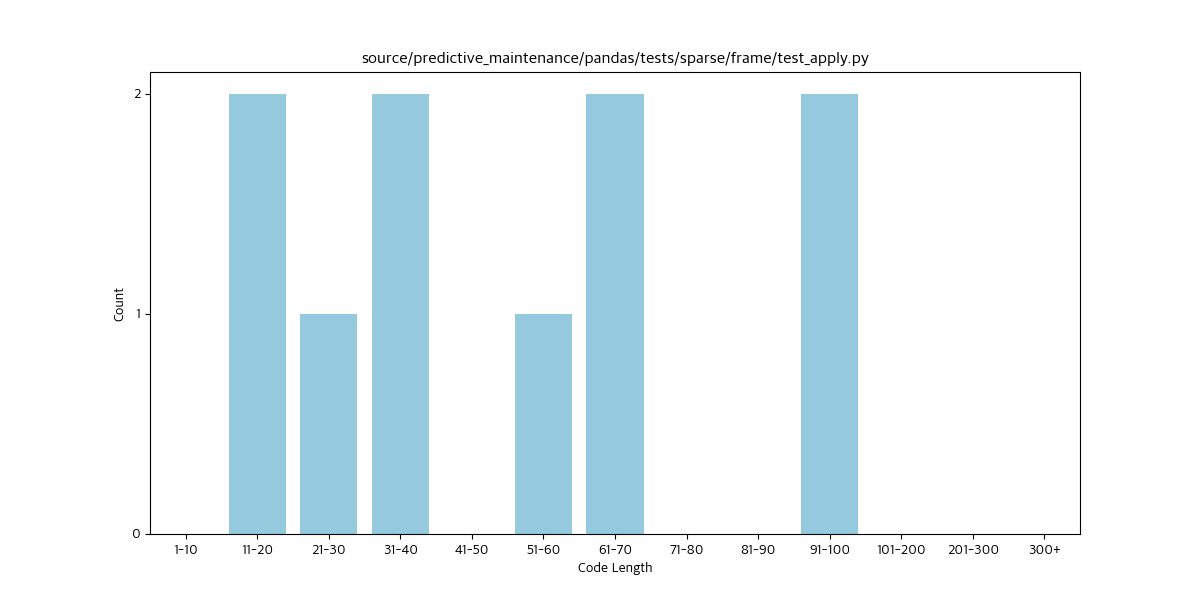 source/predictive_maintenance/pandas/tests/sparse/frame/test_apply.py
2
1
0
Count
1-10 11-20 21-30 31-40 41-50 51-60 61-70 71-80 81-90 91-100 101-200 201-300 300+
Code Length